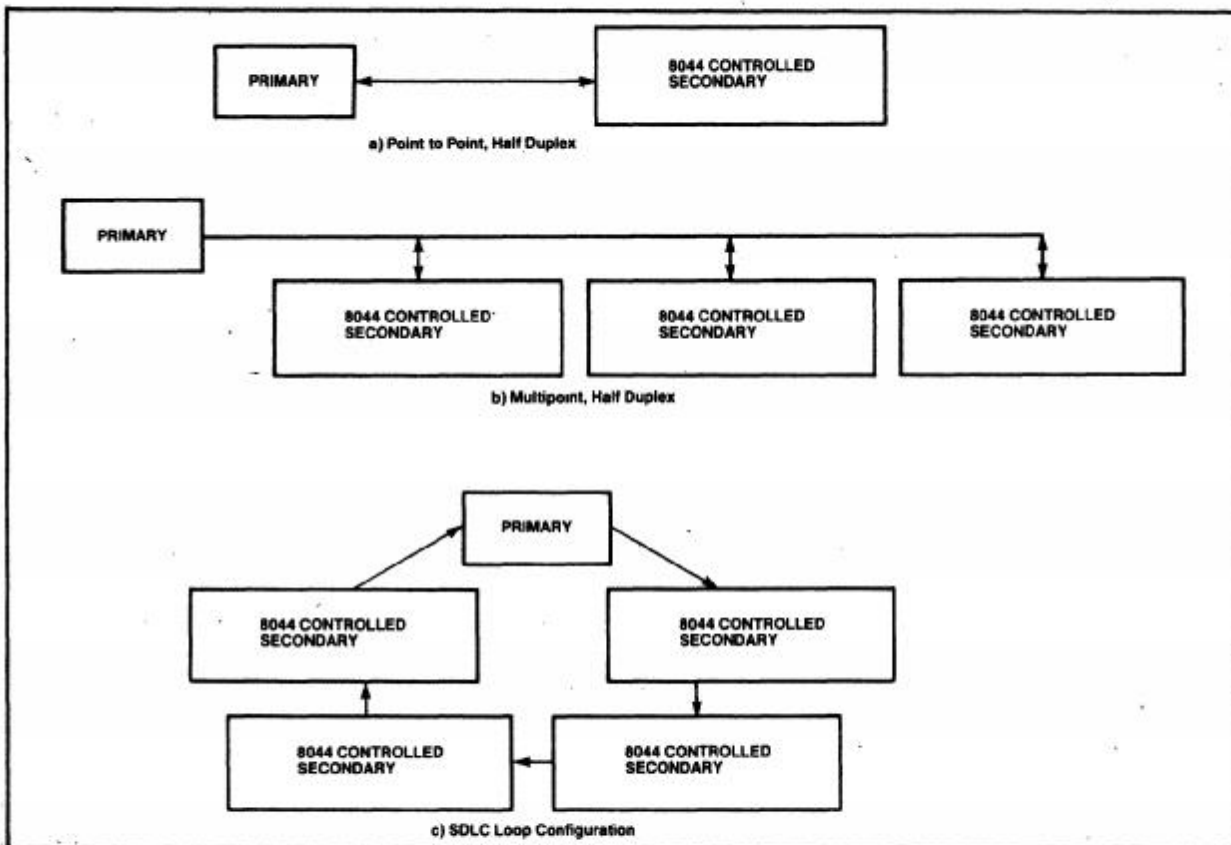 PRIMARY
8044 CONTROLLED
SECONDARY
a) Point to Point, Half Duplex
PRIMARY
8044 CONTROLLED
SECONDARY
8044 CONTROLLED
SECONDARY
8044 CONTROLLED
SECONDARY
b) Multipoint, Half Duplex
PRIMARY
8044 CONTROLLED
SECONDARY
8044 CONTROLLED
SECONDARY
8044 CONTROLLED
SECONDARY
8044 CONTROLLED
SECONDARY
c) SDLC Loop Configuration